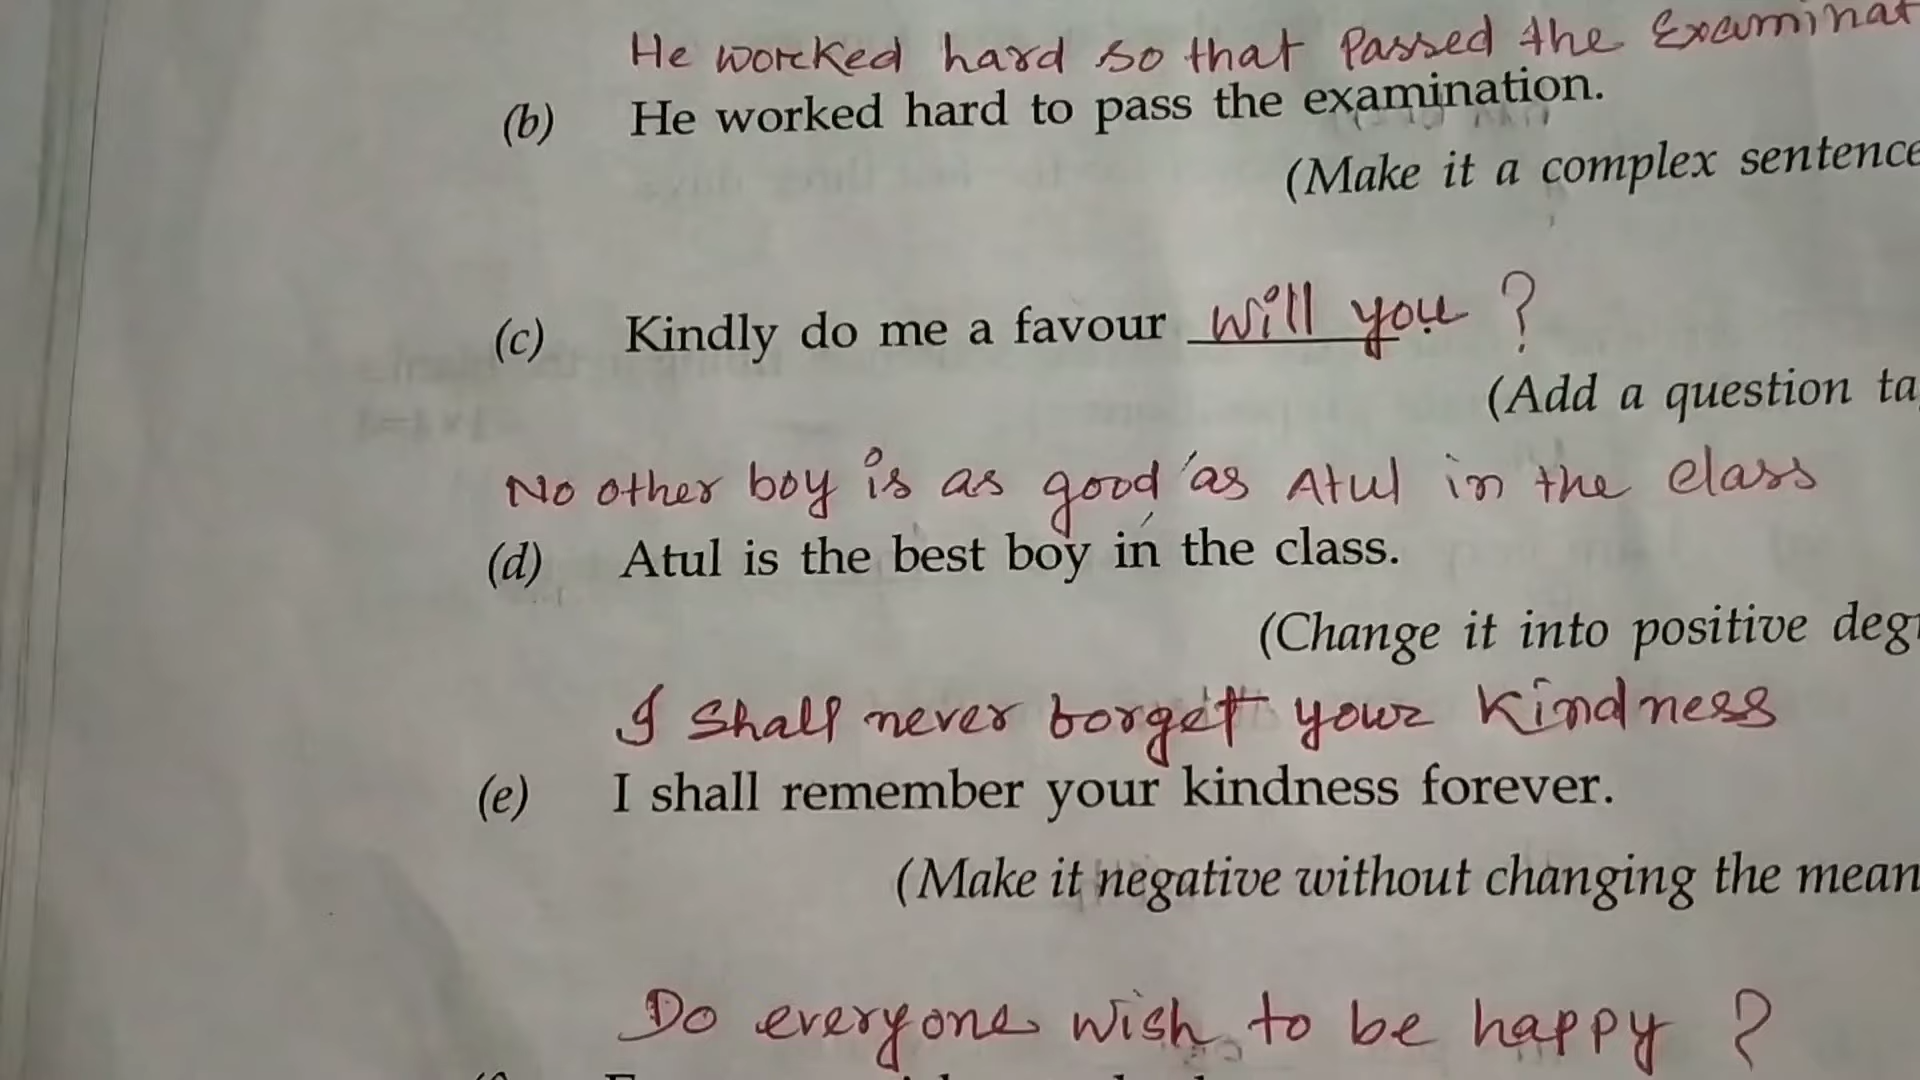 He worked hard so that Passed the Examinat
(b) He worked hard to pass the examination.
(Make it a complex sentence
(c) Kindly do me a favour will you ?
(Add a question ta
No other boy is as good as Atul in the class
(d) Atul is the best boy in the class.
(Change it into positive deg
I Shall never forget your Kindness
(e) I shall remember your kindness forever.
(Make it negative without changing the mean
Do everyone wish to be happy ?